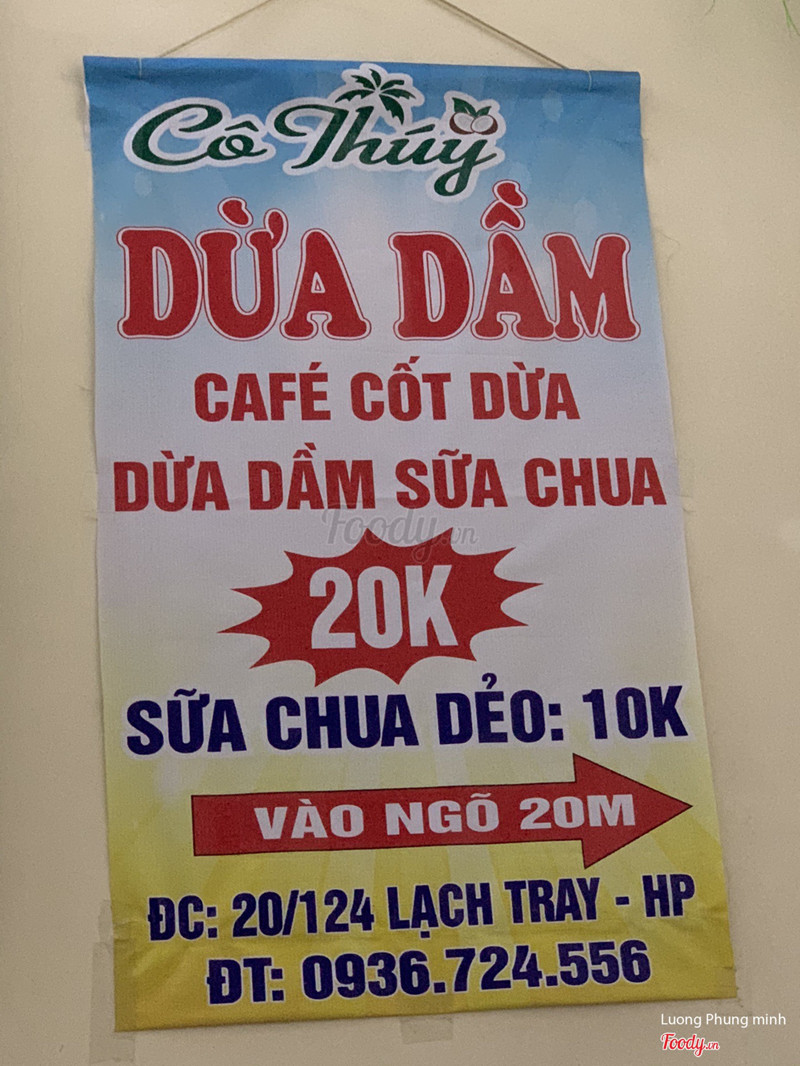 Cô Thúy
DỪA DẦM
CAFÉ CỐT DỪA
DỪA DẦM SỮA CHUA
Foody.vn
20K
SỮA CHUA DẺO: 10K
VÀO NGÕ 20M
ĐC: 20/124 LẠCH TRAY - HP
ĐT: 0936.724.556
Luong Phung minh
Foody.vn